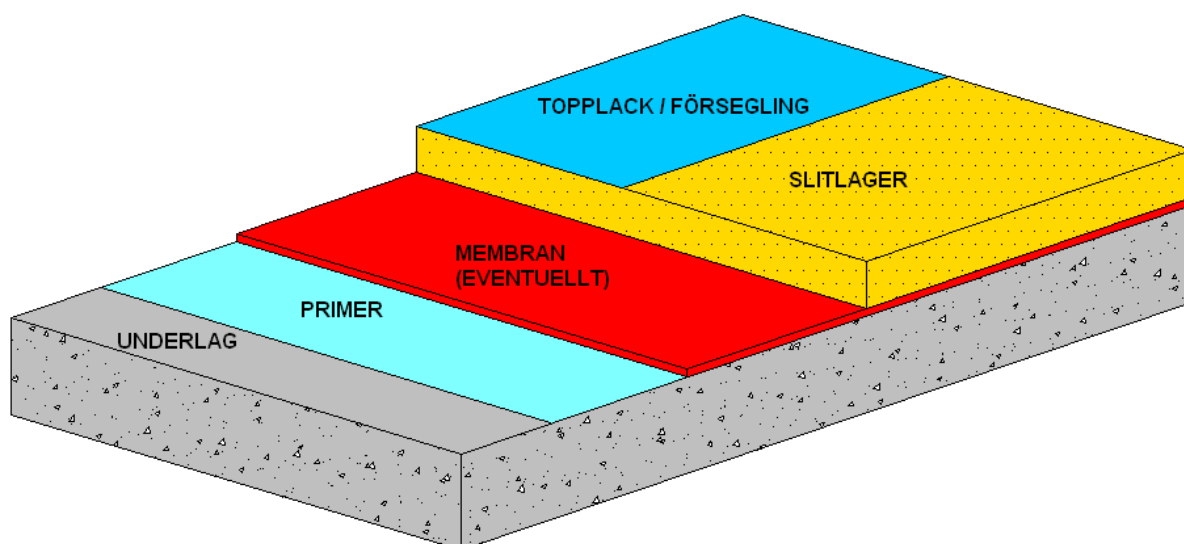 TOPPLACK / FÖRSEGLING
SLITLAGER
MEMBRAN
(EVENTUELLT)
PRIMER
UNDERLAG